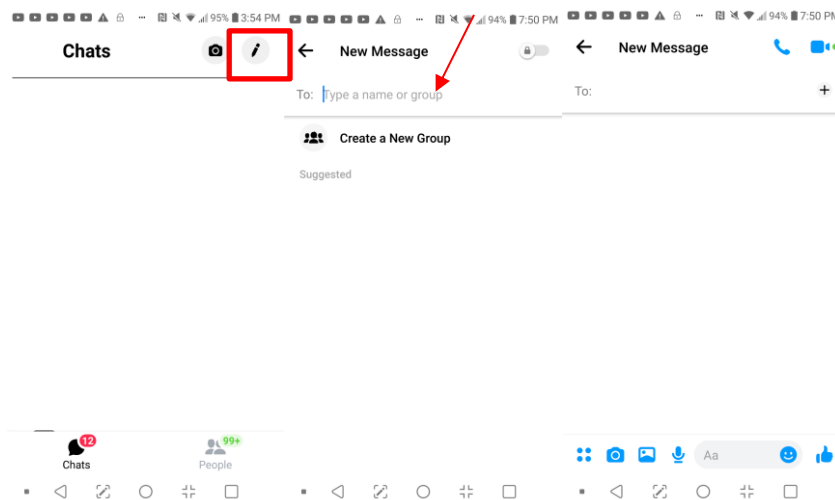 95% 3:54 PM
Chats
12
Chats
99+
People
94% 7:50 PM
New Message
To: Type a name or group
Create a New Group
Suggested
94% 7:50 PM
New Message
To:
Aa